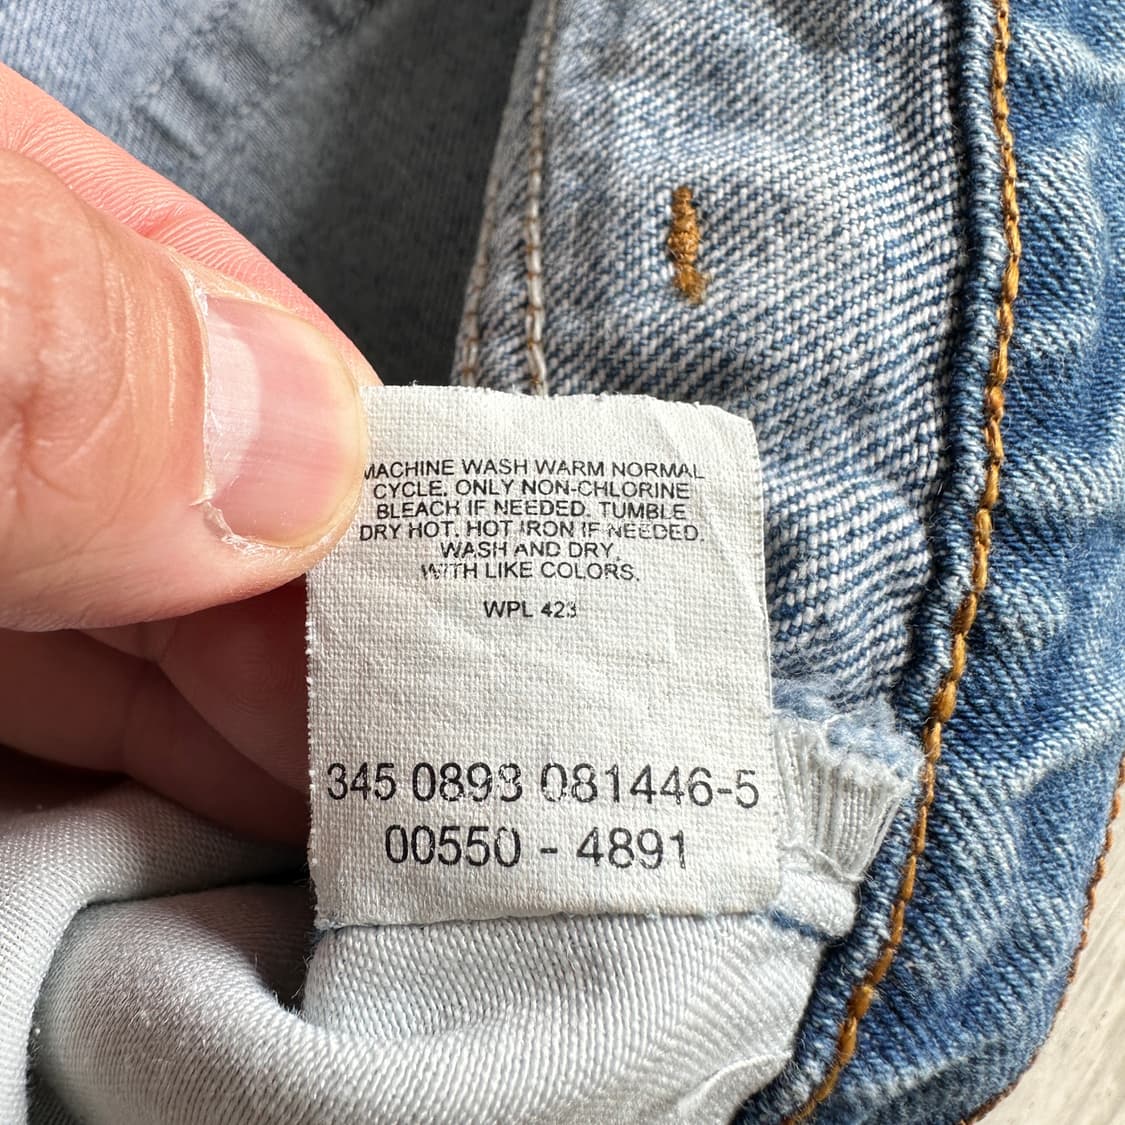 MACHINE WASH WARM NORMAL
CYCLE. ONLY NON-CHLORINE
BLEACH IF NEEDED. TUMBLE
DRY HOT. HOT IRON IF NEEDED.
WASH AND DRY.
WITH LIKE COLORS.
WPL 423
345 0893 081446-5
00550 - 4891